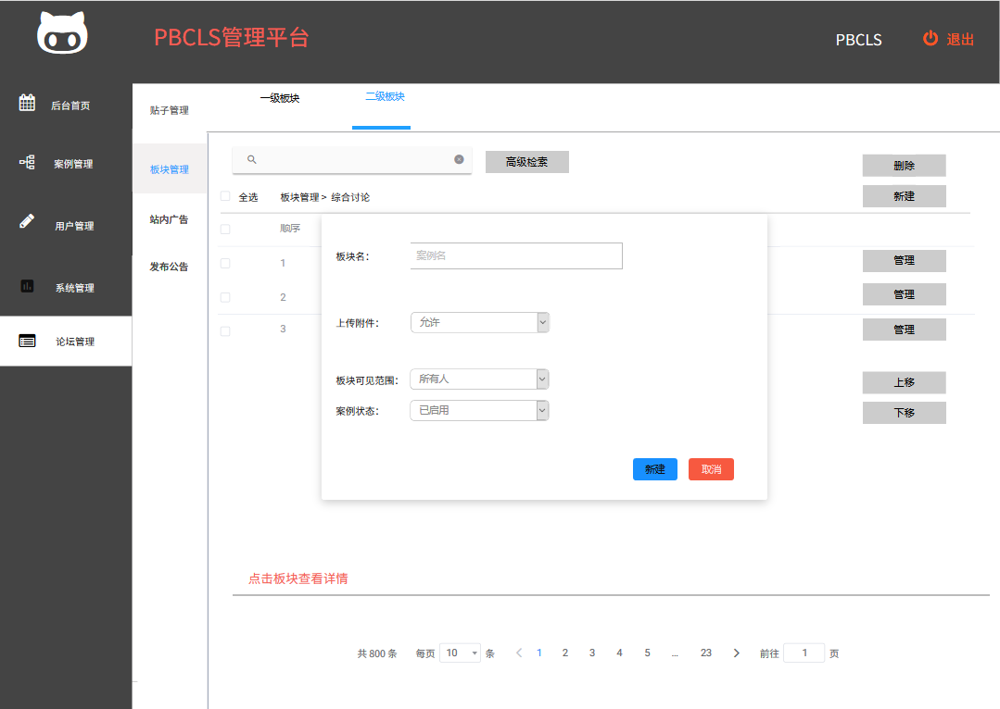 PBCLS管理平台
PBCLS
退出
后台首页
案例管理
用户管理
系统管理
论坛管理
贴子管理
板块管理
站内广告
发布公告
一级板块
二级板块
高级检索
删除
新建
全选
板块管理 > 综合讨论
顺序
1
2
3
管理
管理
管理
上移
下移
板块名：
案例名
上传附件：
允许
板块可见范围：
所有人
案例状态：
已启用
新建
取消
点击板块查看详情
共 800 条 每页 10 条 1 2 3 4 5 ... 23 前往 1 页